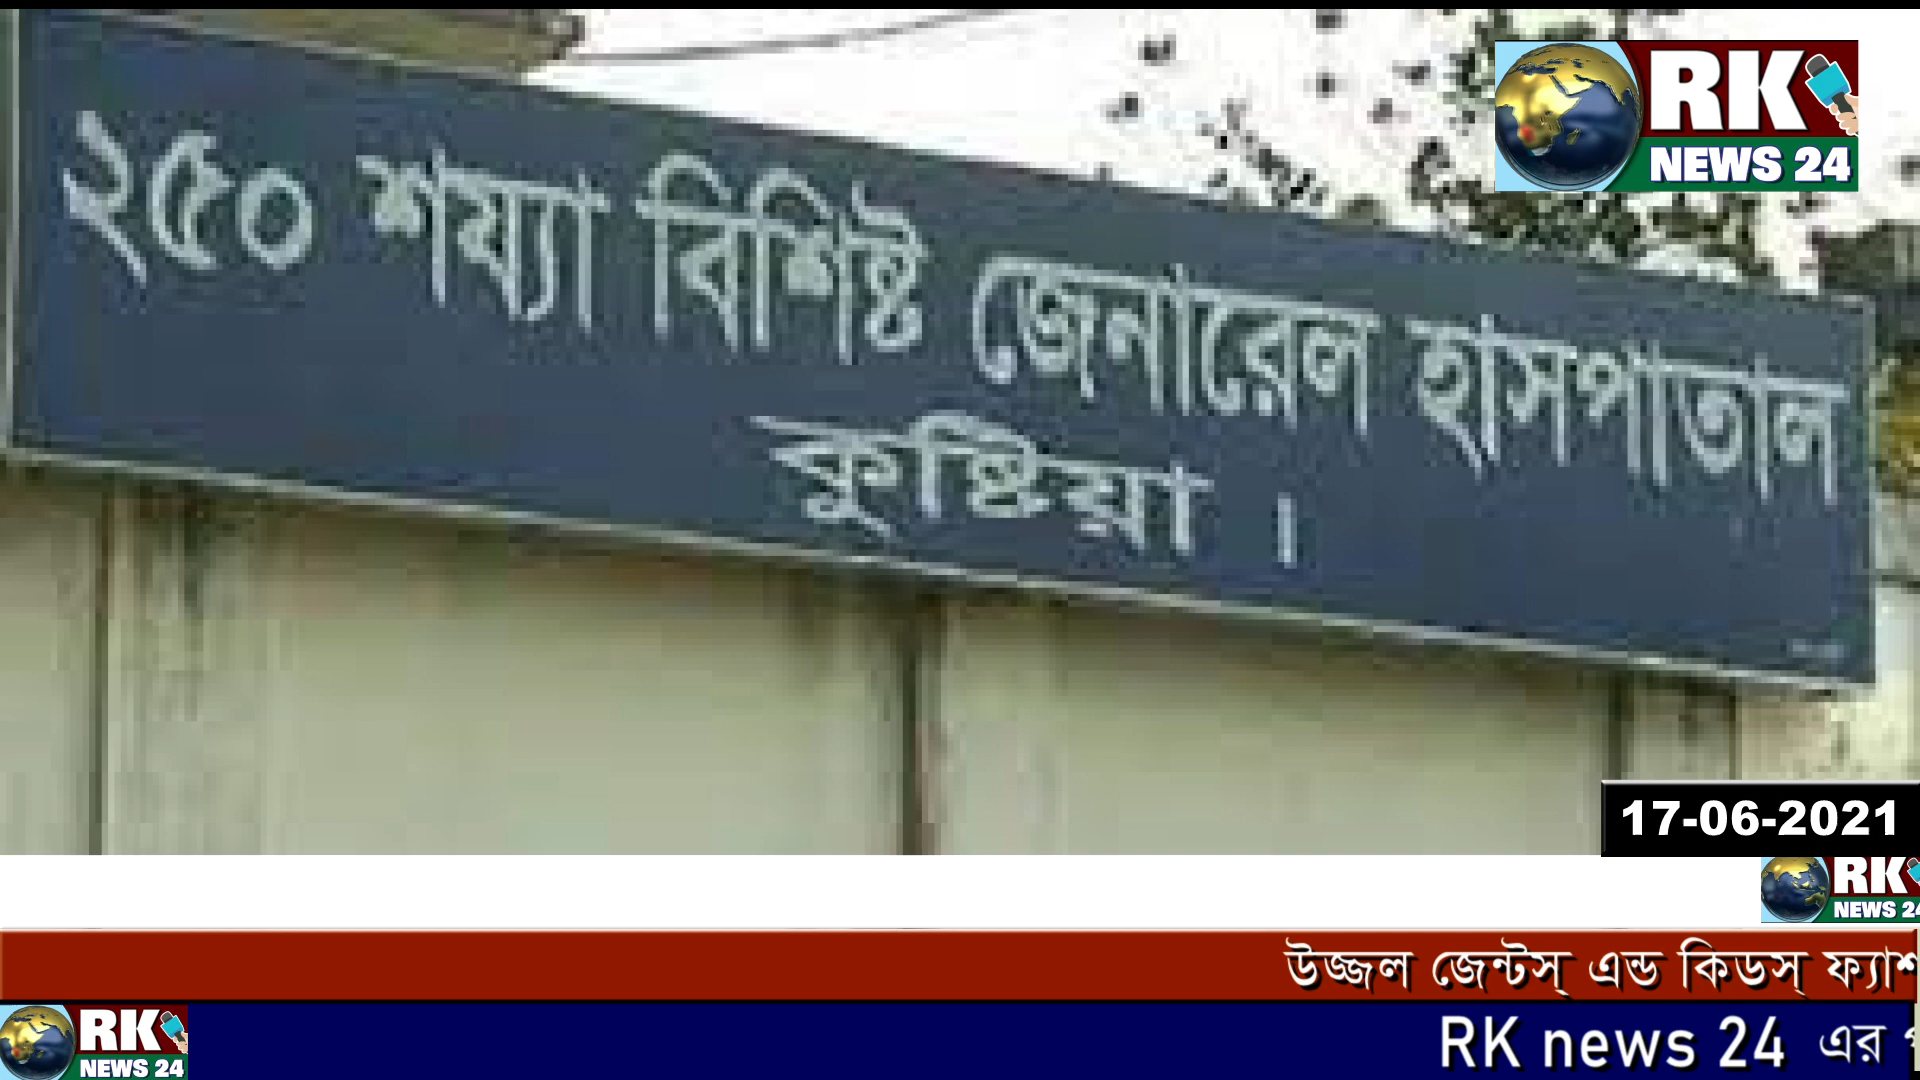 RK
NEWS 24
২৫০ শয্যা বিশিষ্ট জেনারেল হাসপাতাল
কুষ্টিয়া ।
17-06-2021
RK
NEWS 24
উজ্জল জেন্টস্ এন্ড কিডস্
RK
NEWS 24
RK news 24 এর